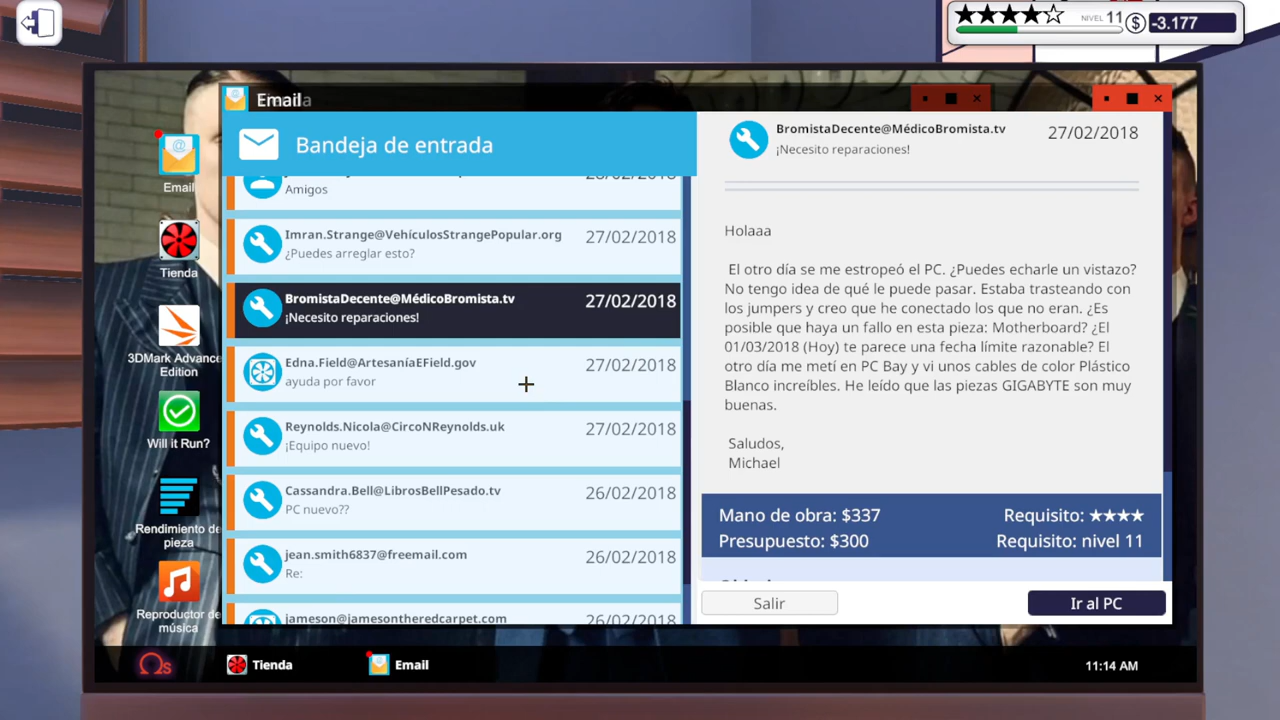 NIVEL 11
$ -3.177
Email
Bandeja de entrada
Amigos
Imran.Strange@VehículosStrangePopular.org
27/02/2018
¿Puedes arreglar esto?
BromistaDecente@MédicoBromista.tv
27/02/2018
¡Necesito reparaciones!
Edna.Field@ArtesaníaEField.gov
27/02/2018
ayuda por favor
Reynolds.Nicola@CircoNReynolds.uk
27/02/2018
¡Equipo nuevo!
Cassandra.Bell@LibrosBellPesado.tv
26/02/2018
PC nuevo??
jean.smith6837@freemail.com
26/02/2018
Re:
jameson@jamesontheredcarpet.com
26/02/2018
BromistaDecente@MédicoBromista.tv
27/02/2018
¡Necesito reparaciones!
Holaaa
El otro día se me estropeó el PC. ¿Puedes echarle un vistazo?
No tengo idea de qué le puede pasar. Estaba trasteando con
los jumpers y creo que he conectado los que no eran. ¿Es
posible que haya un fallo en esta pieza: Motherboard? ¿El
01/03/2018 (Hoy) te parece una fecha límite razonable? El
otro día me metí en PC Bay y vi unos cables de color Plástico
Blanco increíbles. He leído que las piezas GIGABYTE son muy
buenas.
Saludos,
Michael
Mano de obra: $337
Requisito: ★★★★
Presupuesto: $300
Requisito: nivel 11
Salir
Ir al PC
Email
Tienda
3DMark Advance
Edition
Will it Run?
Rendimiento de
pieza
Reproductor de
música
Ωs
Tienda
Email
11:14 AM